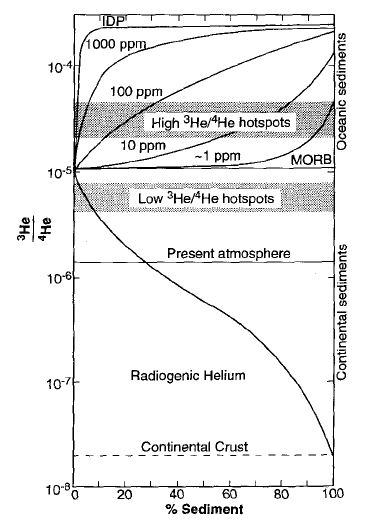 IDP
1000 ppm
10⁻⁴
100 ppm
High ³He/⁴He hotspots
10 ppm
~1 ppm
MORB
10⁻⁵
Low ³He/⁴He hotspots
³He
⁴He
Present atmosphere
10⁻⁶
10⁻⁷
Radiogenic Helium
Continental Crust
10⁻⁸
0 20 40 60 80 100
% Sediment
Oceanic sediments
Continental sediments